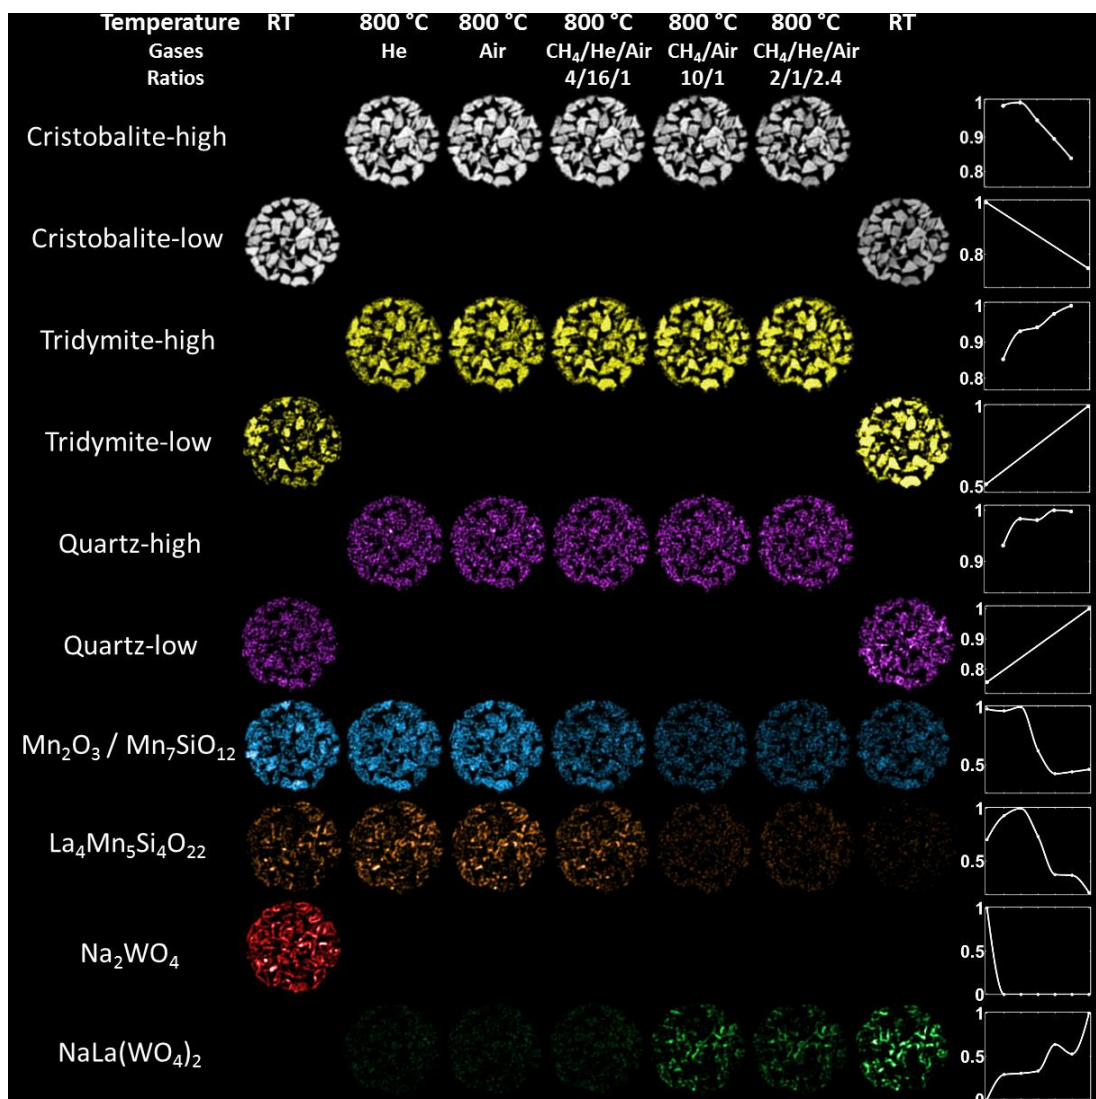 Temperature RT 800 °C 800 °C 800 °C 800 °C 800 °C RT
Gases He Air CH₄/He/Air CH₄/Air CH₄/He/Air
Ratios 4/16/1 10/1 2/1/2.4
Cristobalite-high 1 0.9 0.8
Cristobalite-low 1 0.8
Tridymite-high 1 0.9 0.8
Tridymite-low 1 0.5
Quartz-high 1 0.9
Quartz-low 1 0.9 0.8
Mn₂O₃ / Mn₇SiO₁₂ 1 0.5
La₄Mn₅Si₄O₂₂ 1 0.5
Na₂WO₄ 1 0.5 0
NaLa(WO₄)₂ 1 0.5 0